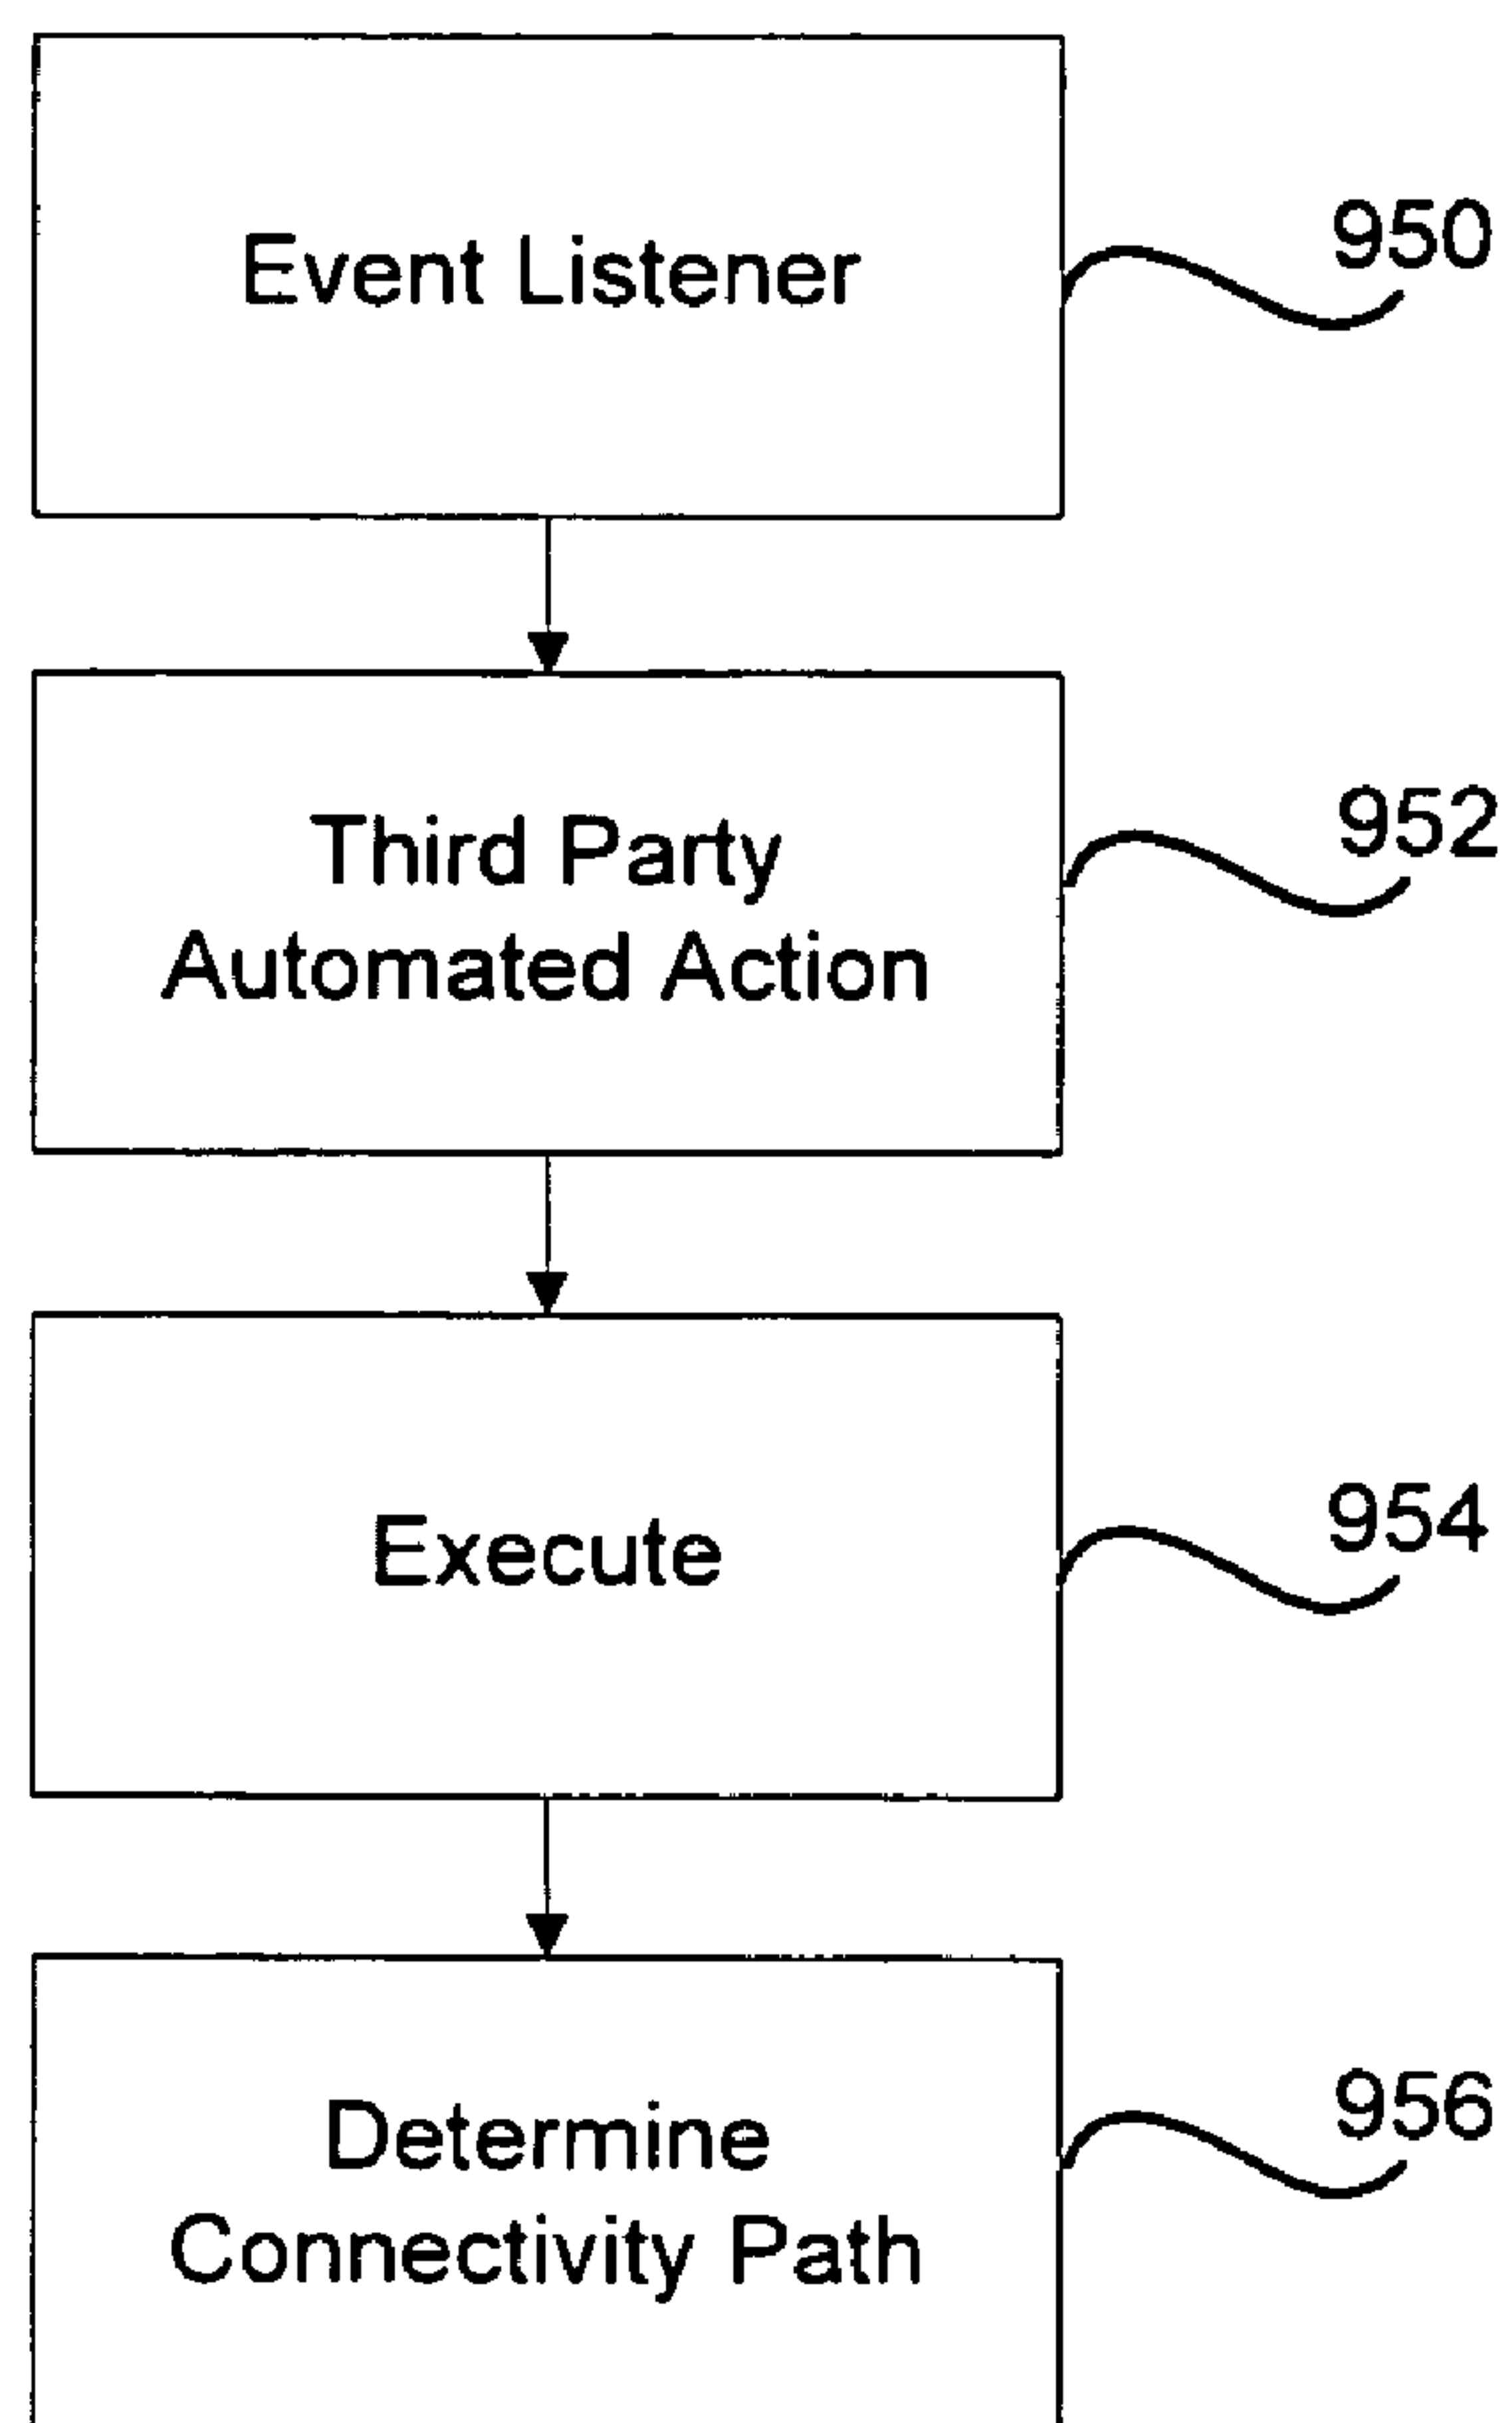 Event Listener
950
Third Party
Automated Action
952
Execute
954
Determine
Connectivity Path
956